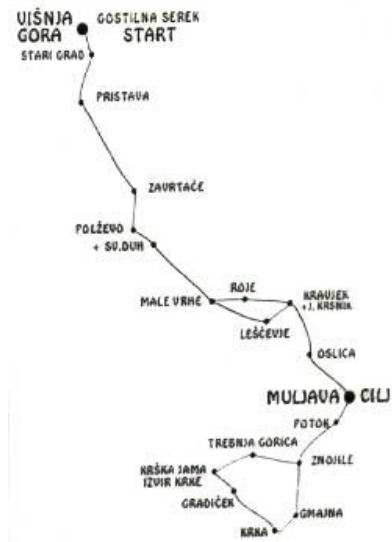 VIŠNJA GORA
GOSTILNA SEREK
START
STARI GRAD
PRISTAVA
ZAVRTAČE
POLŽEVO
+ SV. DUH
MALE VRHE
ROJE
KRAVJEK
+ J. KRSNIK
LEŠČEVJE
OSLICA
MULJAVA CILJ
POTOK
TREBNJA GORICA
ZNOJILE
KRŠKA JAMA
IZVIR KRKE
GRADIČEK
GMAJNA
KRKA